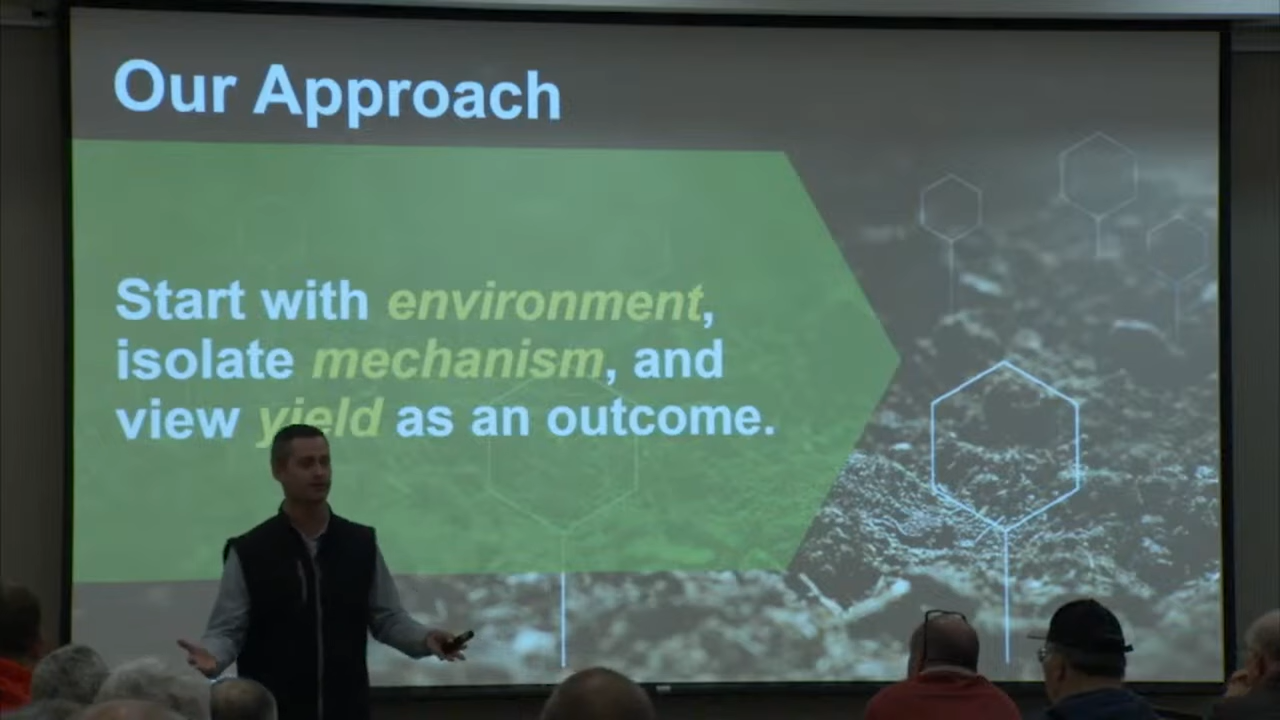 Our Approach
Start with environment,
isolate mechanism, and
view yield as an outcome.